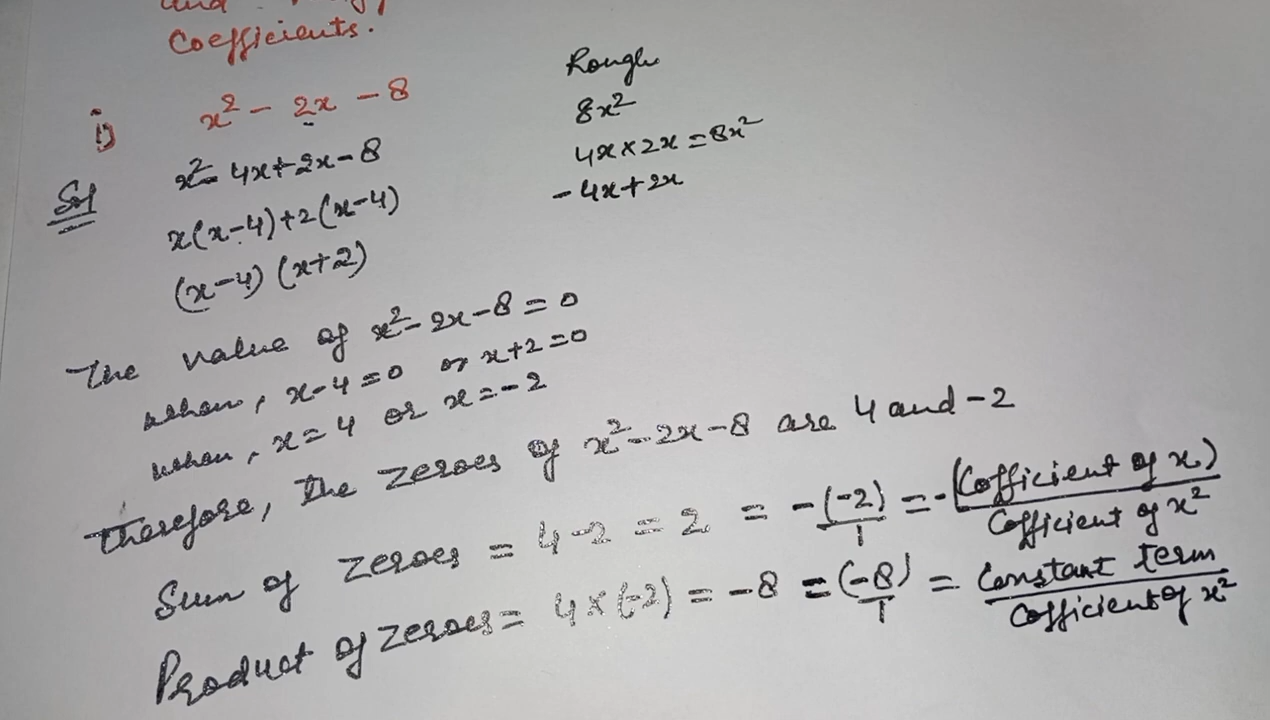 and
Coefficients.
i) x² - 2x - 8
Sol x² - 4x + 2x - 8
x(x-4)+2(x-4)
(x-4) (x+2)
Rough
8x²
4x × 2x = 8x²
- 4x + 2x
The value of x² - 2x - 8 = 0
when, x-4 = 0 or x+2 = 0
when, x = 4 or x = -2
Therefore, the zeroes of x² - 2x - 8 are 4 and -2
Sum of zeroes = 4-2 = 2 = -(-2)/1 = -(Cofficient of x)/Cofficient of x²
Product of zeroes = 4×(-2) = -8 = (-8)/1 = Constant term/Cofficient of x²